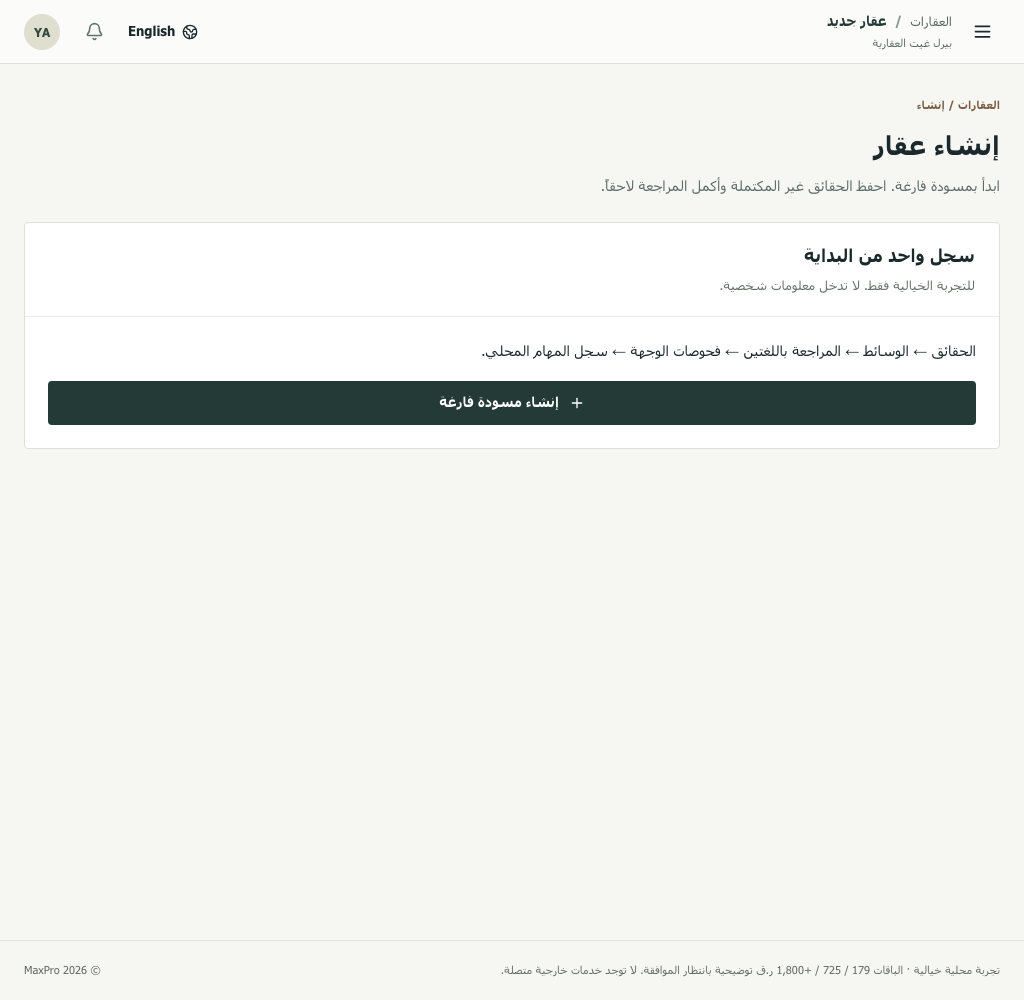 العقارات / عقار جديد
بيرل غيت العقارية
English
YA
العقارات / إنشاء
إنشاء عقار
ابدأ بمسودة فارغة. احفظ الحقائق غير المكتملة وأكمل المراجعة لاحقاً.
سجل واحد من البداية
للتجربة الخيالية فقط. لا تدخل معلومات شخصية.
الحقائق ← الوسائط ← المراجعة باللغتين ← فحوصات الوجهة ← سجل المهام المحلي.
+ إنشاء مسودة فارغة
تجربة محلية خيالية · الباقات 179 / 725 / +1,800 ر.ق توضيحية بانتظار الموافقة. لا توجد خدمات خارجية متصلة.
© 2026 MaxPro